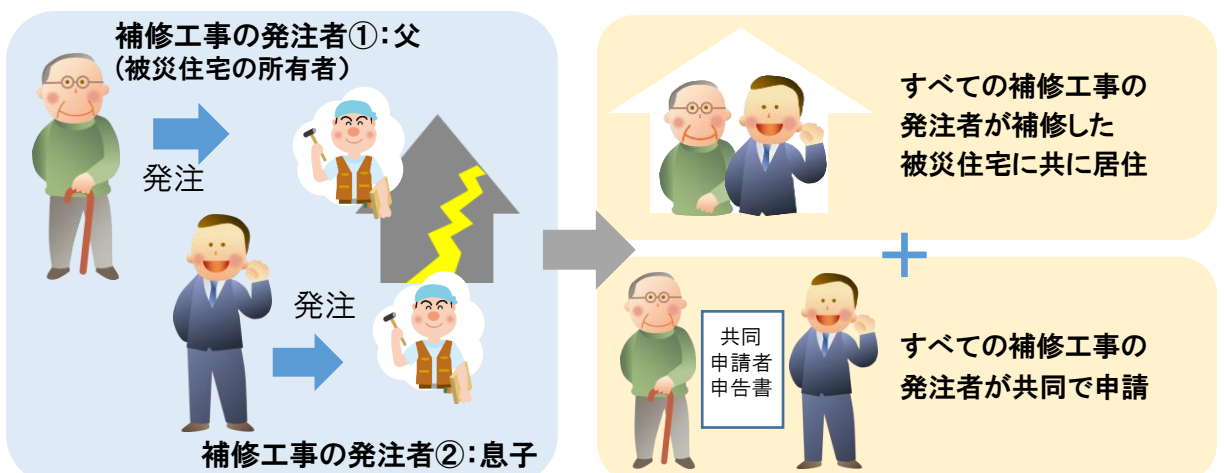 補修工事の発注者①：父
（被災住宅の所有者）
発注
発注
補修工事の発注者②：息子
すべての補修工事の
発注者が補修した
被災住宅に共に居住
＋
共同
申請者
申告書
すべての補修工事の
発注者が共同で申請